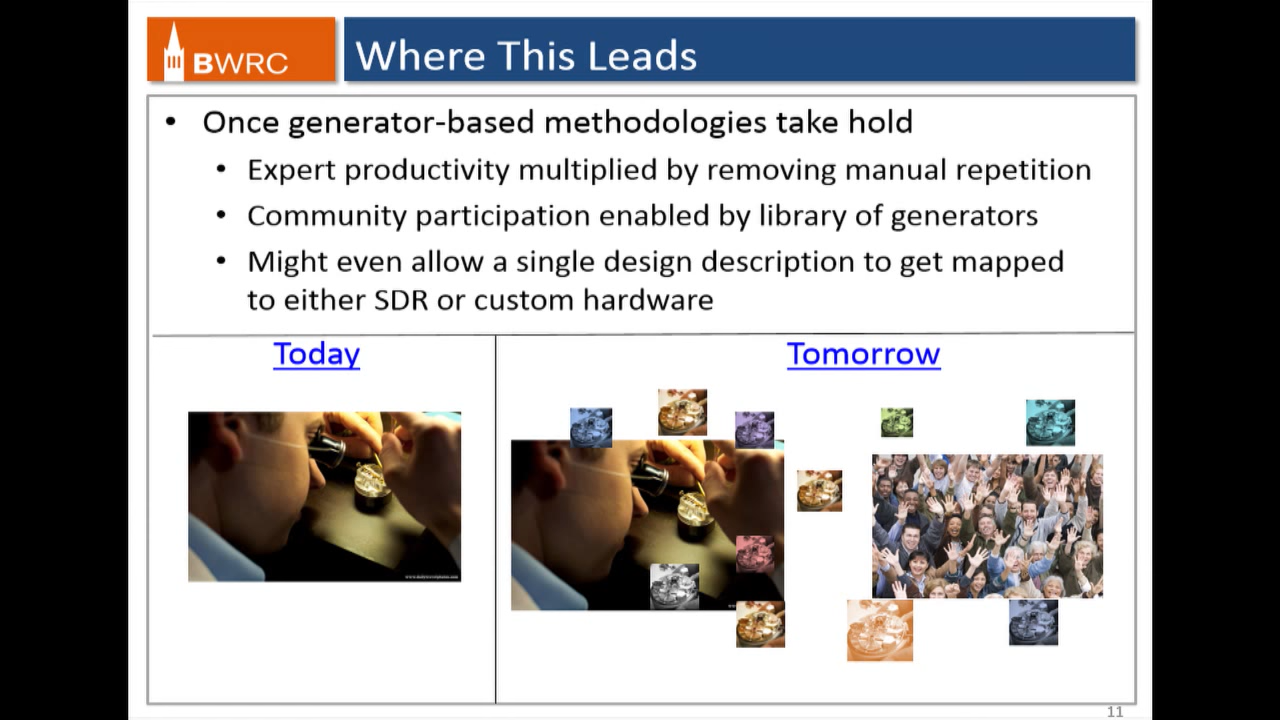 BWRC
Where This Leads
• Once generator-based methodologies take hold
• Expert productivity multiplied by removing manual repetition
• Community participation enabled by library of generators
• Might even allow a single design description to get mapped
to either SDR or custom hardware
Today
Tomorrow
11